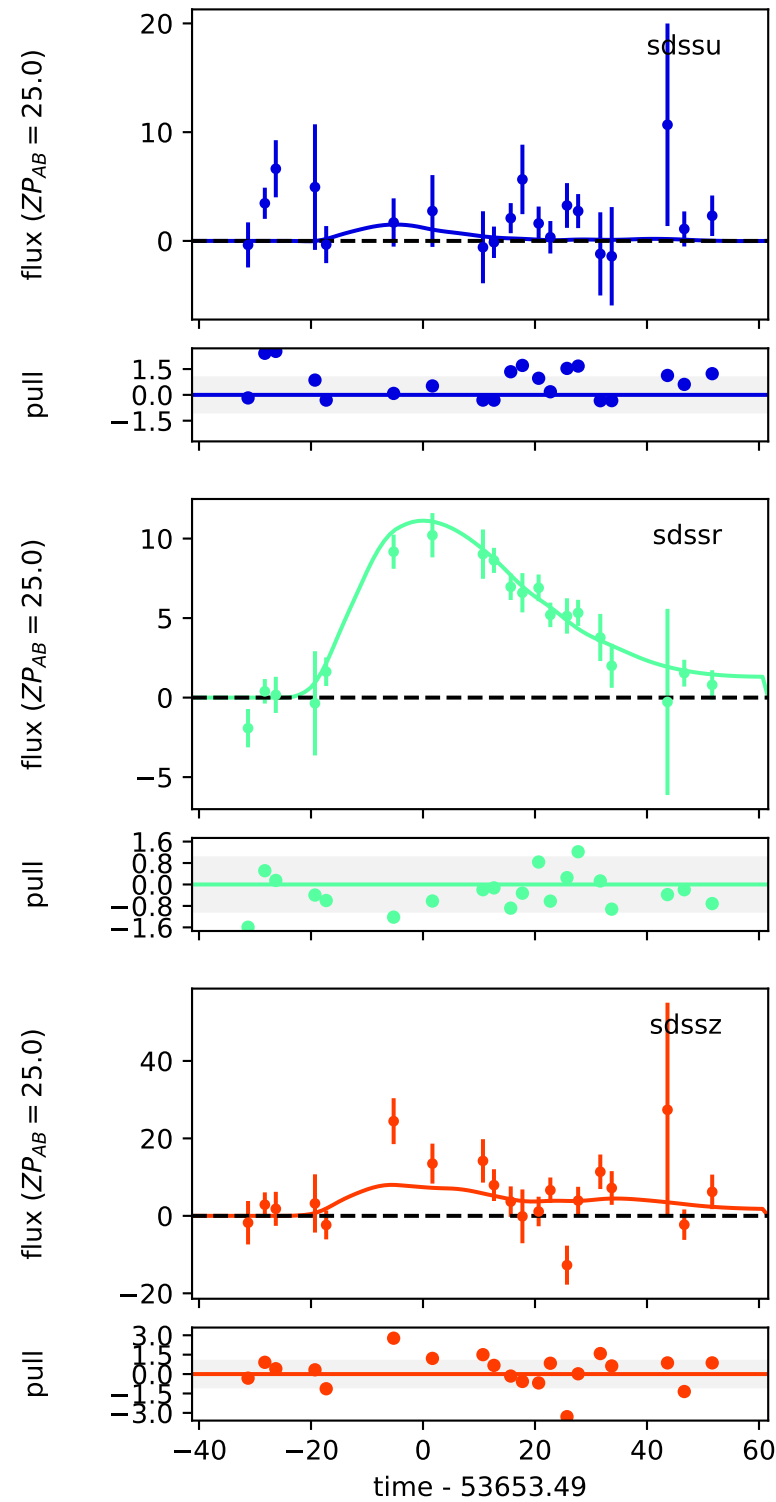 20
sdssu
10
0
flux (ZP_AB = 25.0)
1.5
0.0
−1.5
pull
10
sdssr
5
0
−5
flux (ZP_AB = 25.0)
1.6
0.8
0.0
−0.8
−1.6
pull
sdssz
40
20
0
−20
flux (ZP_AB = 25.0)
3.0
1.5
0.0
−1.5
−3.0
pull
−40 −20 0 20 40 60
time - 53653.49